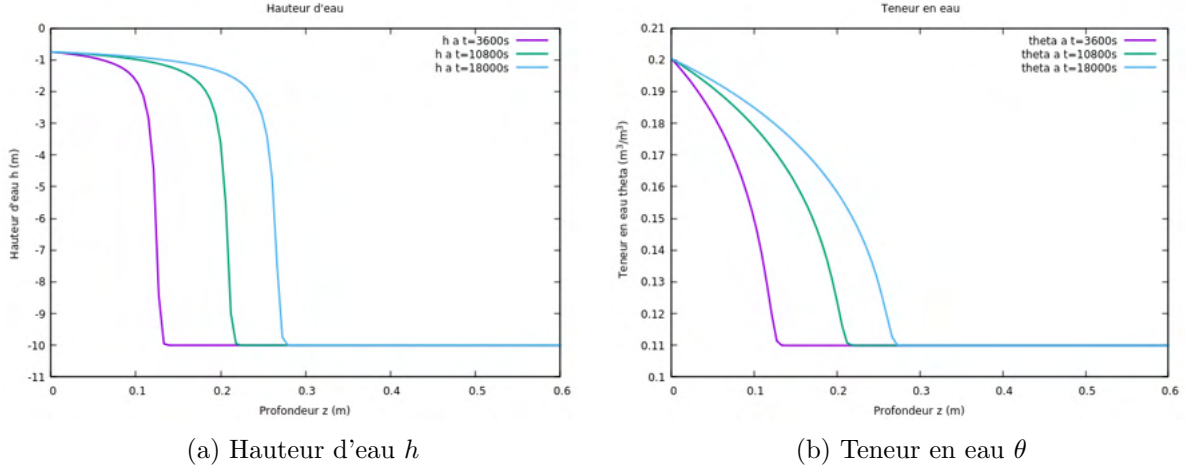 Hauteur d'eau
0
-1
-2
-3
-4
-5
-6
-7
-8
-9
-10
-11
0
0.1
0.2
0.3
0.4
0.5
0.6
Hauteur d'eau h (m)
Profondeur z (m)
h a t=3600s
h a t=10800s
h a t=18000s
(a) Hauteur d'eau h
Teneur en eau
0.21
0.2
0.19
0.18
0.17
0.16
0.15
0.14
0.13
0.12
0.11
0.1
0
0.1
0.2
0.3
0.4
0.5
0.6
Teneur en eau theta (m³/m³)
Profondeur z (m)
theta a t=3600s
theta a t=10800s
theta a t=18000s
(b) Teneur en eau θ